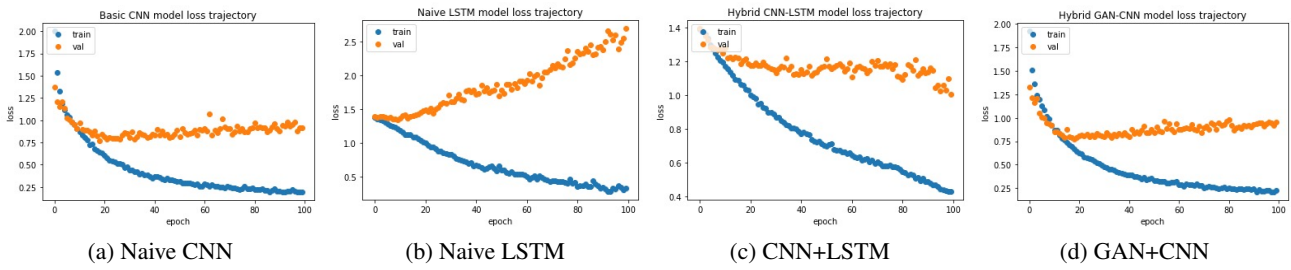 Basic CNN model loss trajectory
2.00
1.75
1.50
1.25
1.00
0.75
0.50
0.25
loss
train
val
0 20 40 60 80 100
epoch
(a) Naive CNN
Naive LSTM model loss trajectory
2.5
2.0
1.5
1.0
0.5
loss
train
val
0 20 40 60 80 100
epoch
(b) Naive LSTM
Hybrid CNN-LSTM model loss trajectory
1.4
1.2
1.0
0.8
0.6
0.4
loss
train
val
0 20 40 60 80 100
epoch
(c) CNN+LSTM
Hybrid GAN-CNN model loss trajectory
2.00
1.75
1.50
1.25
1.00
0.75
0.50
0.25
loss
train
val
0 20 40 60 80 100
epoch
(d) GAN+CNN